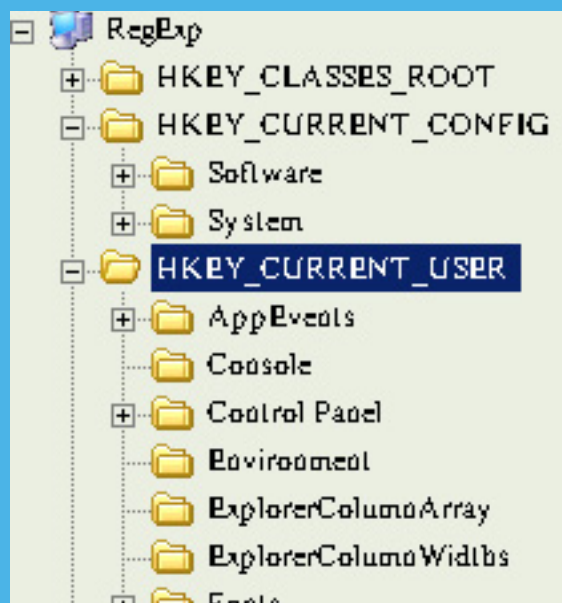 RegExp
HKEY_CLASSES_ROOT
HKEY_CURRENT_CONFIG
Software
System
HKEY_CURRENT_USER
AppEvents
Console
Control Panel
Environment
ExplorerColumnArray
ExplorerColumnWidths